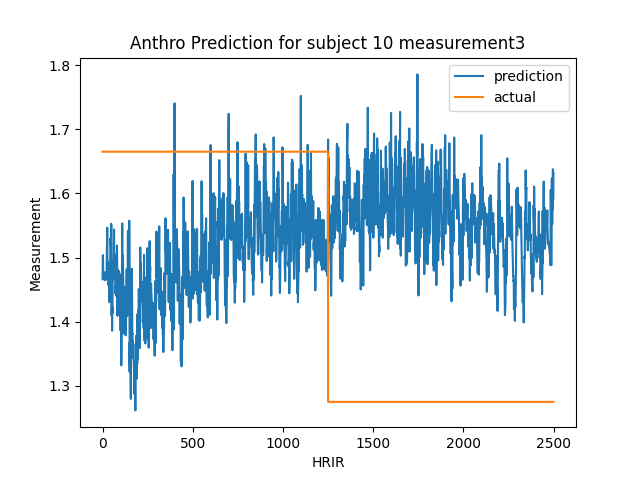 Anthro Prediction for subject 10 measurement3
prediction
actual
Measurement
1.8
1.7
1.6
1.5
1.4
1.3
0
500
1000
1500
2000
2500
HRIR